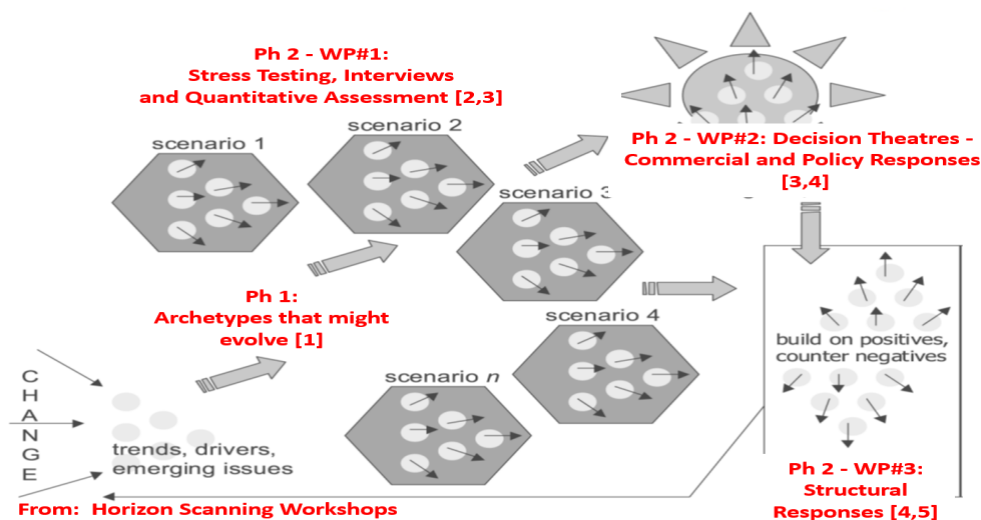 Ph 2 - WP#1:
Stress Testing, Interviews
and Quantitative Assessment [2,3]
scenario 1
scenario 2
Ph 2 - WP#2: Decision Theatres -
Commercial and Policy Responses
[3,4]
scenario 3
Ph 1:
Archetypes that might
evolve [1]
scenario 4
scenario n
build on positives,
counter negatives
CHANGE
trends, drivers,
emerging issues
Ph 2 - WP#3:
Structural
Responses [4,5]
From: Horizon Scanning Workshops